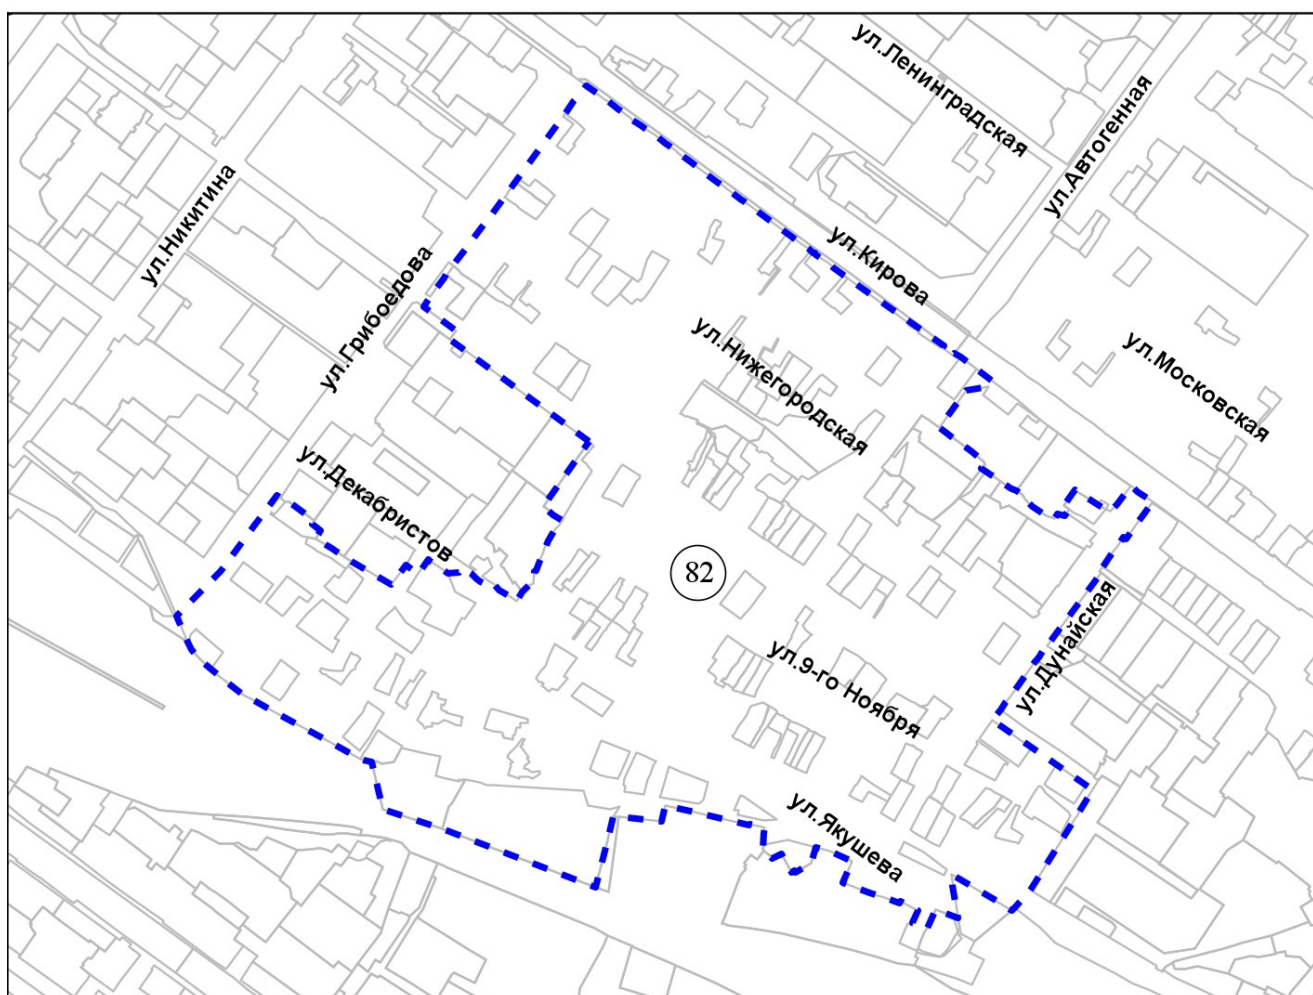 ул.Ленинградская
ул.Автогенная
ул.Никитина
ул.Кирова
ул.Грибоедова
ул.Нижегородская
ул.Московская
ул.Декабристов
82
ул.Дунайская
ул.9-го Ноября
ул.Якушева